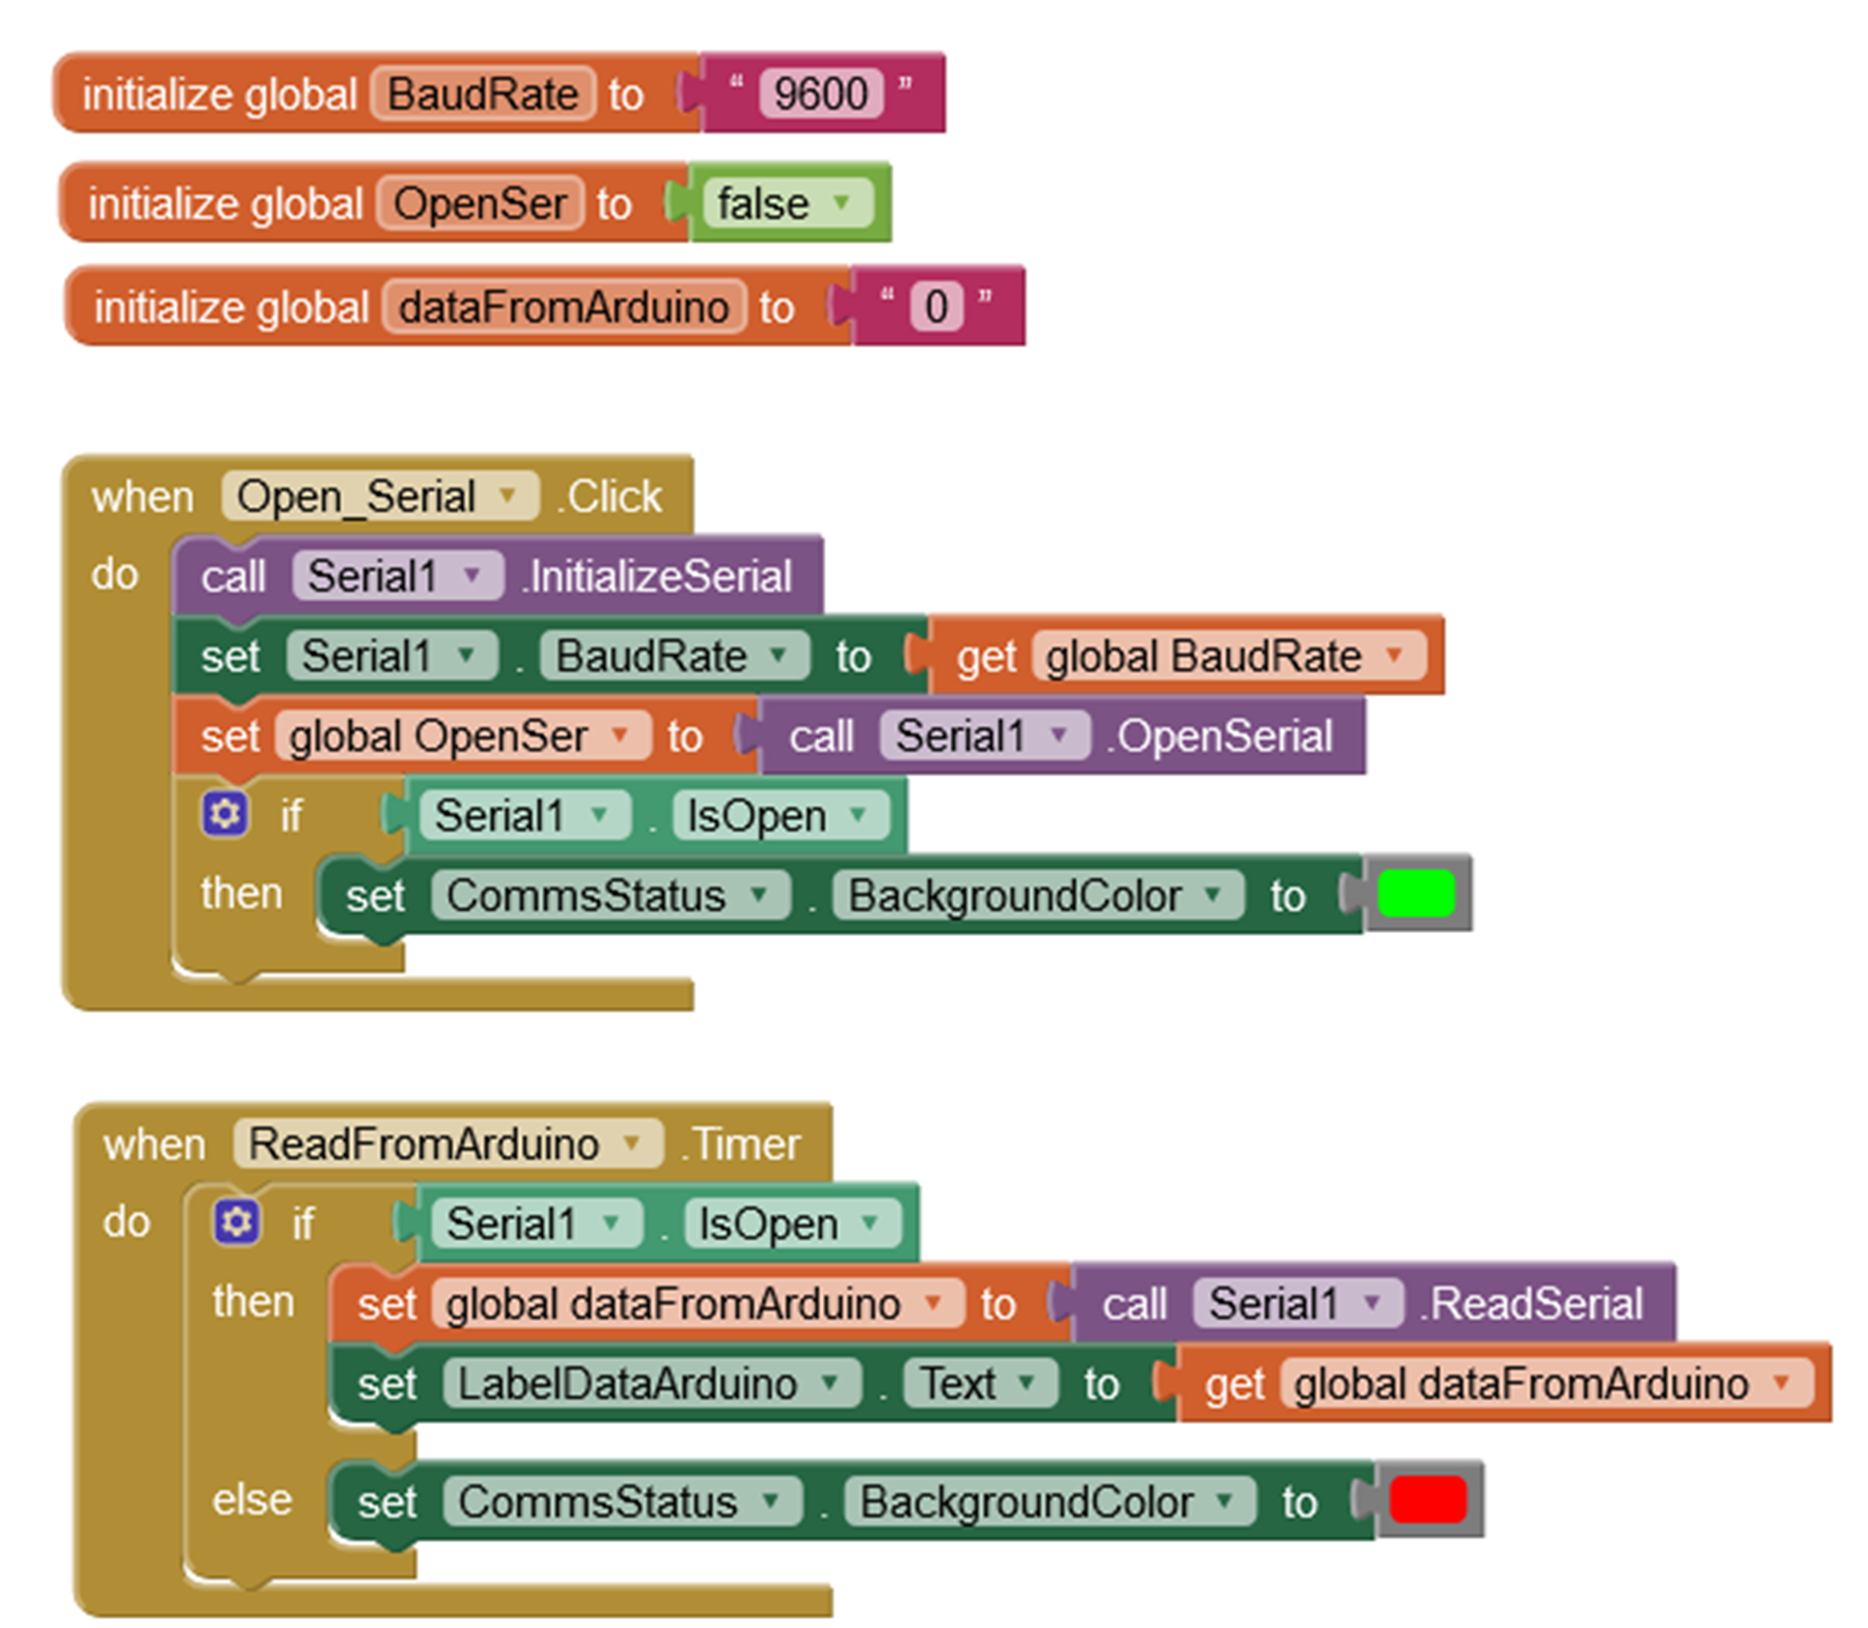 initialize global BaudRate to “ 9600 ”
initialize global OpenSer to false
initialize global dataFromArduino to “ 0 ”
when Open_Serial .Click
do call Serial1 .InitializeSerial
set Serial1 . BaudRate to get global BaudRate
set global OpenSer to call Serial1 .OpenSerial
if Serial1 . IsOpen
then set CommsStatus . BackgroundColor to
when ReadFromArduino .Timer
do if Serial1 . IsOpen
then set global dataFromArduino to call Serial1 .ReadSerial
set LabelDataArduino . Text to get global dataFromArduino
else set CommsStatus . BackgroundColor to